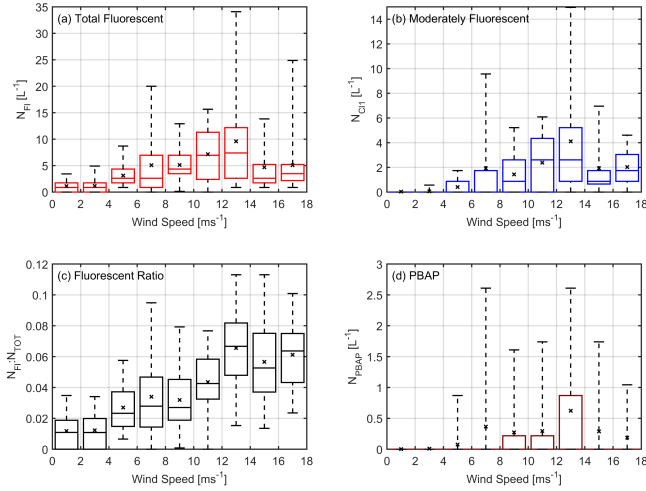 (a) Total Fluorescent
N_Fl [L^-1]
35
30
25
20
15
10
5
0
0 2 4 6 8 10 12 14 16 18
Wind Speed [ms^-1]
(b) Moderately Fluorescent
N_Cl1 [L^-1]
14
12
10
8
6
4
2
0
0 2 4 6 8 10 12 14 16 18
Wind Speed [ms^-1]
(c) Fluorescent Ratio
N_Fl:N_TOT
0.12
0.1
0.08
0.06
0.04
0.02
0
0 2 4 6 8 10 12 14 16 18
Wind Speed [ms^-1]
(d) PBAP
N_PBAP [L^-1]
3
2.5
2
1.5
1
0.5
0
0 2 4 6 8 10 12 14 16 18
Wind Speed [ms^-1]